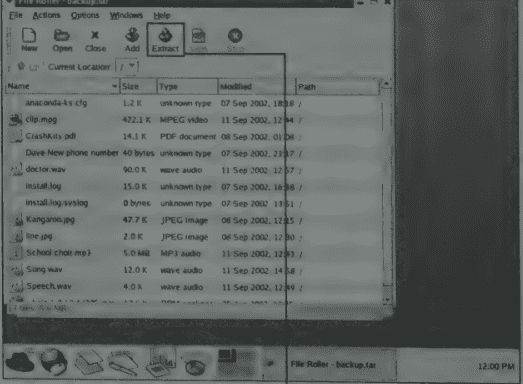 File Roller - backup.tar
File Actions Options Windows Help
New Open Close Add Extract View Stop
Up Current Location: /
Name Size Type Modified Path
anaconda-ks.cfg 1.2 K unknown type 07 Sep 2002, /
clip.mpg 422.1 K MPEG video 11 Sep 2002, /
CrashKits.pdf 14.1 K PDF document 08 Sep 2002, /
Dave New phone number 40 bytes unknown type 07 Sep 2002, /
doctor.wav 90.0 K wave audio 11 Sep 2002, /
install.log 15.0 K unknown type 07 Sep 2002, /
install.log.syslog 0 bytes unknown type 07 Sep 2002, /
Kangaroo.jpg 47.7 K JPEG image 08 Sep 2002, /
2.0 K JPEG image 08 Sep 2002, /
School choir.mp3 5.0 MB MP3 audio 11 Sep 2002, /
Song.wav 12.0 K wave audio 11 Sep 2002, /
Speech.wav 4.0 K wave audio 11 Sep 2002, /
File Roller - backup.tar 12:00 PM